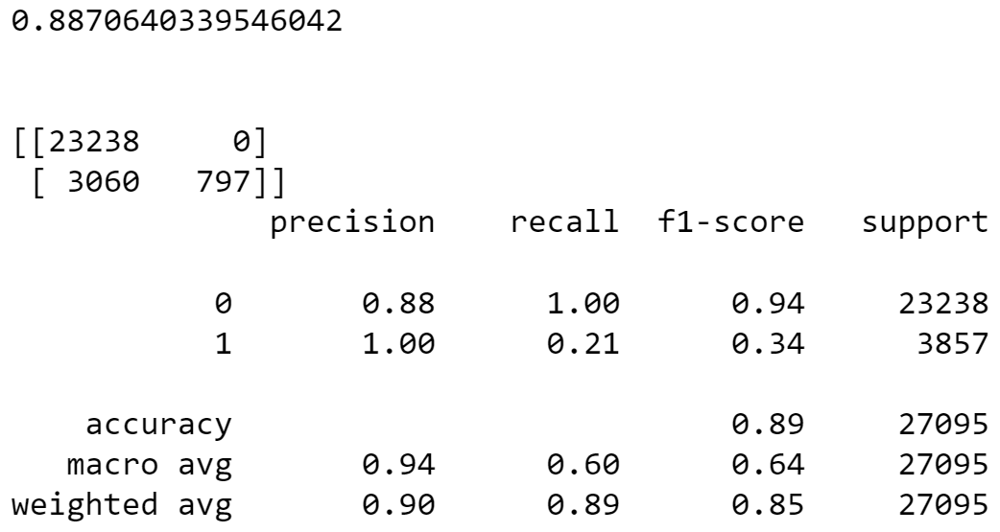 0.8870640339546042
[[23238 0]
[ 3060 797]]
precision recall f1-score support
0 0.88 1.00 0.94 23238
1 1.00 0.21 0.34 3857
accuracy 0.89 27095
macro avg 0.94 0.60 0.64 27095
weighted avg 0.90 0.89 0.85 27095